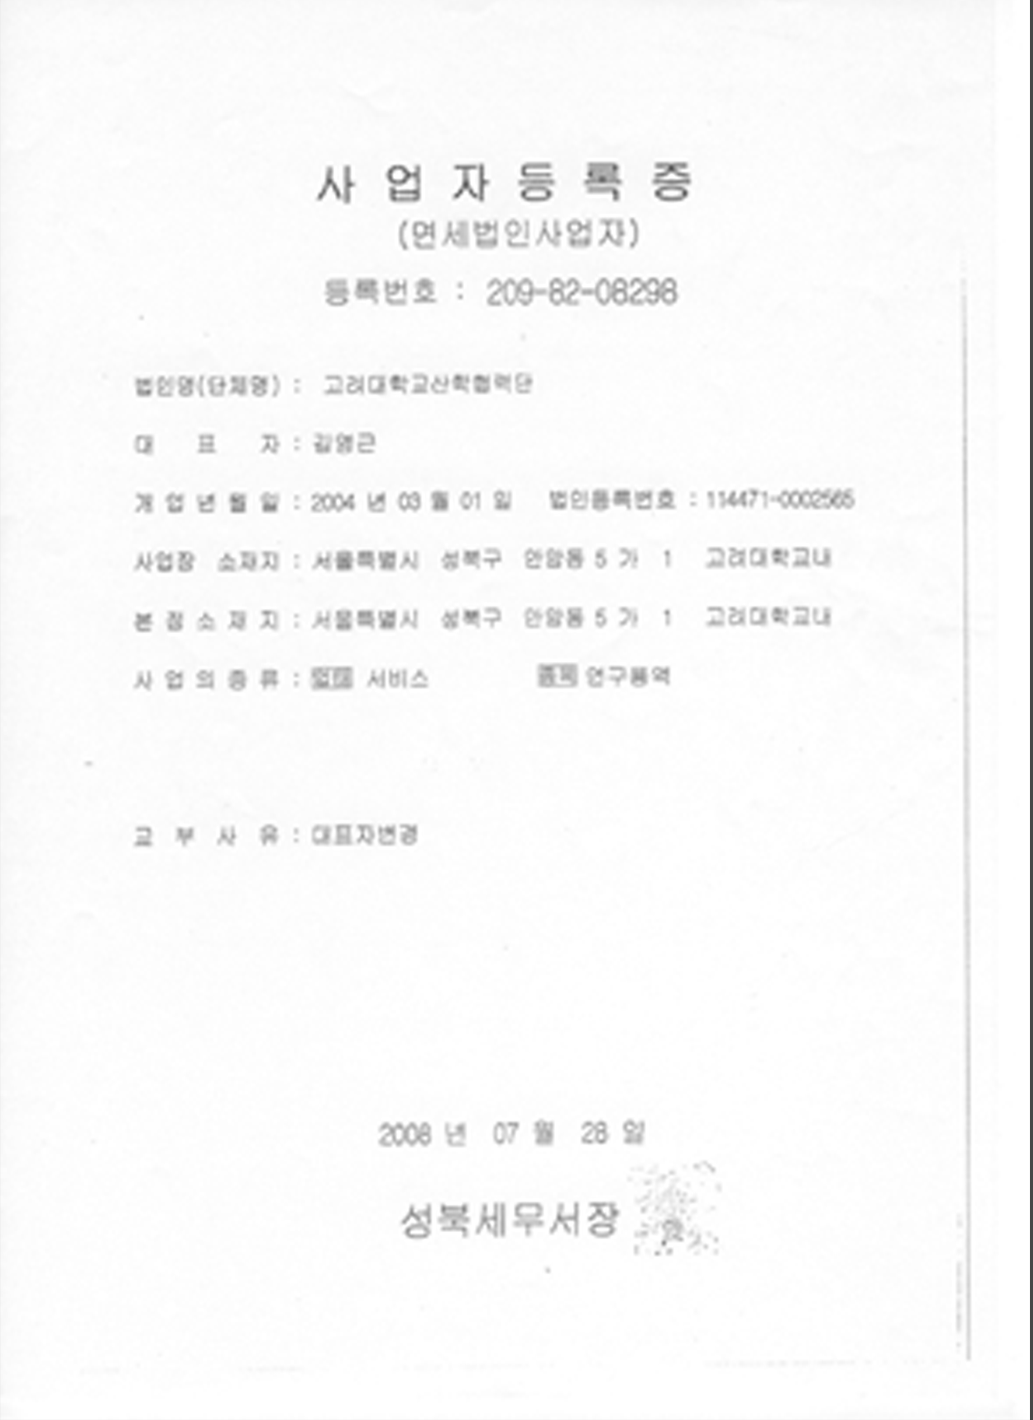 사업자등록증
(면세법인사업자)
등록번호 : 209-82-08298
법인명(단체명) : 고려대학교산학협력단
대 표 자 : 김영근
개 업 년 월 일 : 2004 년 03 월 01 일 법인등록번호 : 114471-0002565
사업장 소재지 : 서울특별시 성북구 안암동 5 가 1 고려대학교내
본 점 소 재 지 : 서울특별시 성북구 안암동 5 가 1 고려대학교내
사 업 의 종 류 : 업태 서비스 종목 연구용역
교 부 사 유 : 대표자변경
2008 년 07 월 28 일
성북세무서장